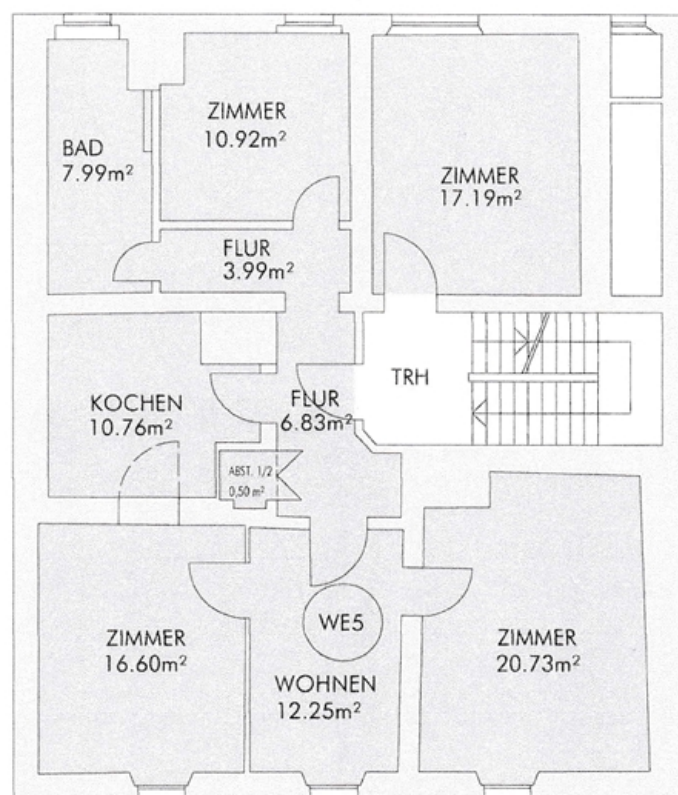 ZIMMER
10.92m²
BAD
7.99m²
ZIMMER
17.19m²
FLUR
3.99m²
TRH
KOCHEN
10.76m²
FLUR
6.83m²
ABST. 1/2
0,50 m²
WE5
ZIMMER
16.60m²
ZIMMER
20.73m²
WOHNEN
12.25m²